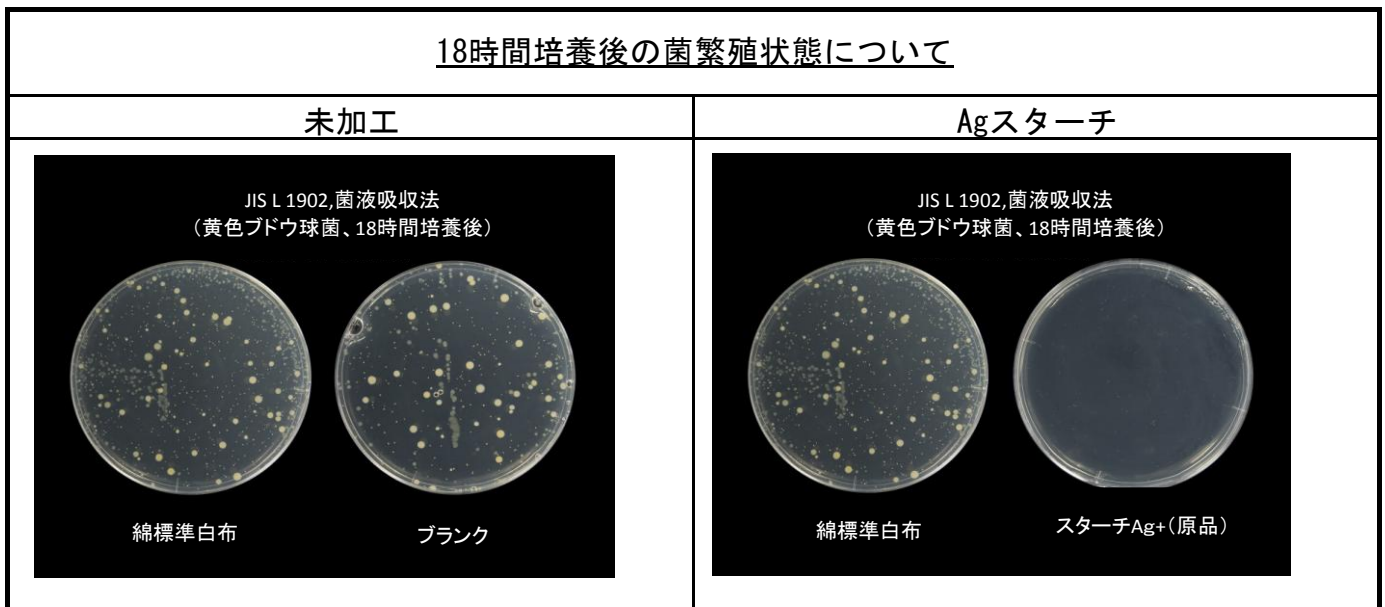 18時間培養後の菌繁殖状態について
未加工
Agスターチ
JIS L 1902,菌液吸収法
（黄色ブドウ球菌、18時間培養後）
綿標準白布
ブランク
JIS L 1902,菌液吸収法
（黄色ブドウ球菌、18時間培養後）
綿標準白布
スターチAg+（原品）